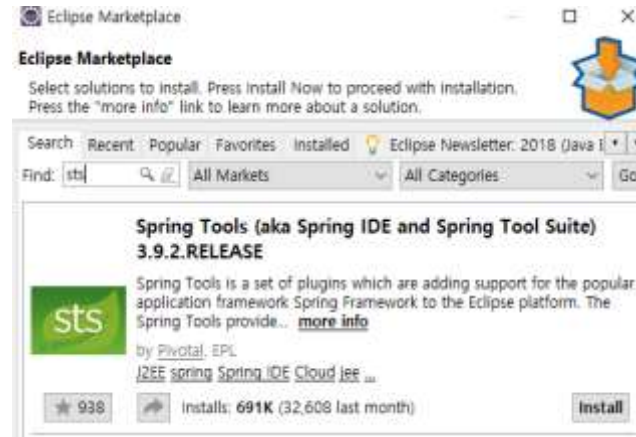 Eclipse Marketplace
Eclipse Marketplace
Select solutions to install. Press Install Now to proceed with installation.
Press the "more info" link to learn more about a solution.
Search Recent Popular Favorites Installed Eclipse Newsletter: 2018 (Java
Find: sts All Markets All Categories Go
Spring Tools (aka Spring IDE and Spring Tool Suite)
3.9.2.RELEASE
Spring Tools is a set of plugins which are adding support for the popular
application framework Spring Framework to the Eclipse platform. The
Spring Tools provide... more info
sts
by Pivotal, EPL
J2EE spring Spring IDE Cloud jee ...
938 Installs: 691K (32,608 last month) Install